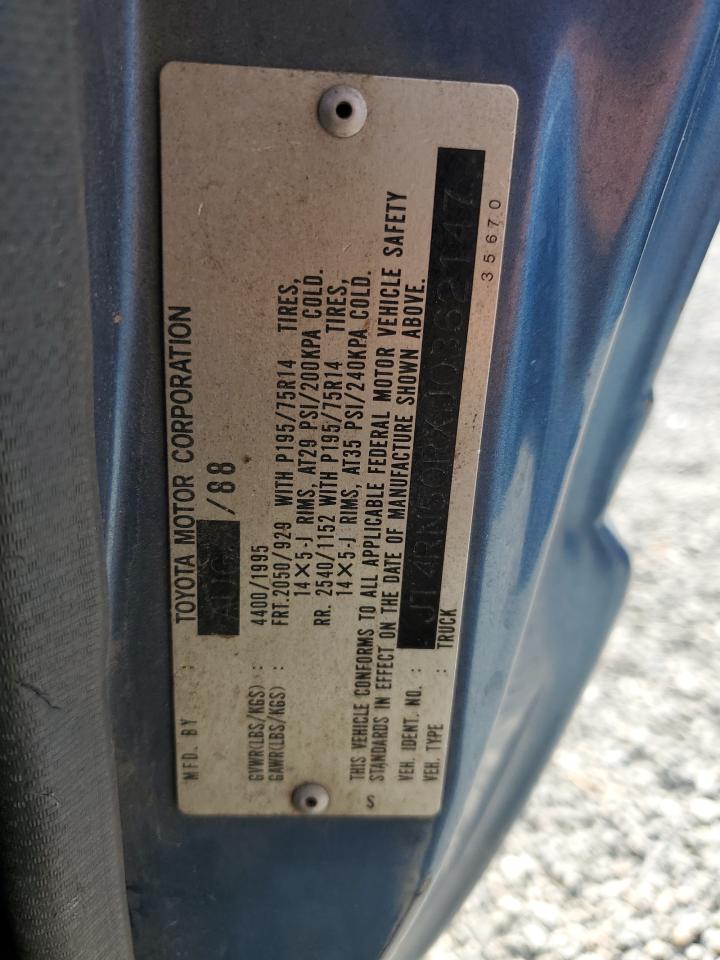 MFD. BY : TOYOTA MOTOR CORPORATION
AUG /88
GVWR(LBS/KGS) : 4400/1995
GAWR(LBS/KGS) : FRT.2050/929 WITH P195/75R14 TIRES,
14×5-J RIMS, AT29 PSI/200KPA COLD.
RR. 2540/1152 WITH P195/75R14 TIRES,
14×5-J RIMS, AT35 PSI/240KPA COLD.
THIS VEHICLE CONFORMS TO ALL APPLICABLE FEDERAL MOTOR VEHICLE SAFETY
STANDARDS IN EFFECT ON THE DATE OF MANUFACTURE SHOWN ABOVE.
VEH. IDENT. NO. : JT4RN50RXJ0362147
VEH. TYPE : TRUCK
S
35670